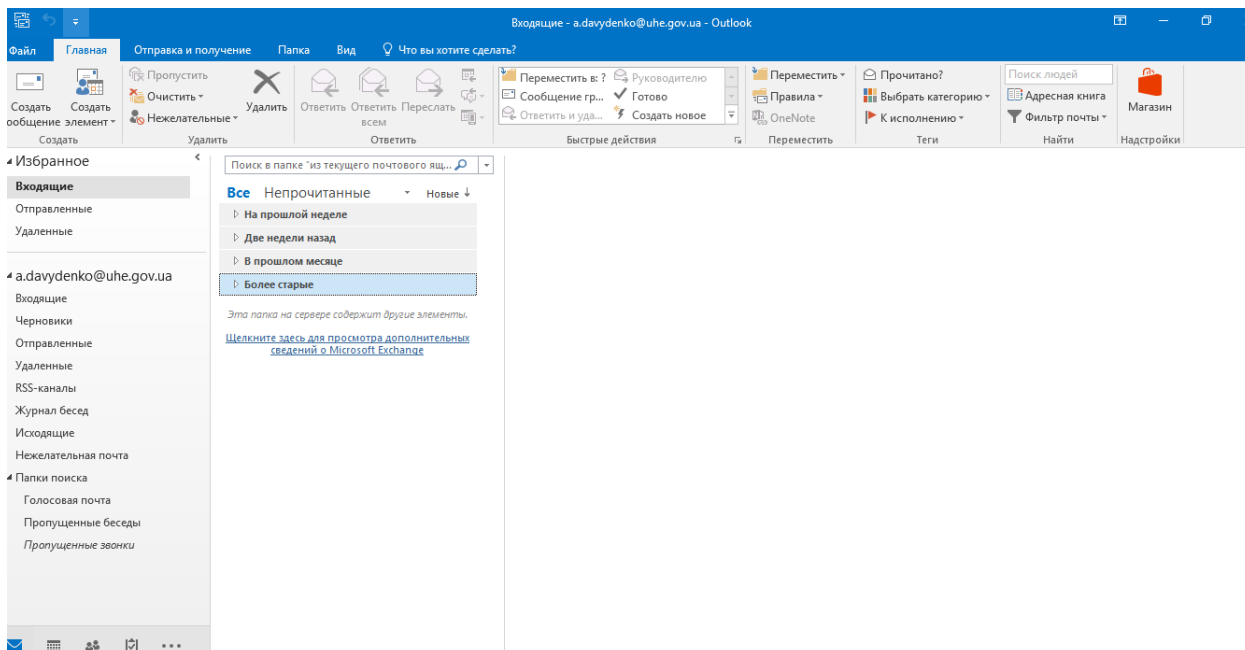 Входящие - a.davydenko@uhe.gov.ua - Outlook
Файл Главная Отправка и получение Папка Вид Что вы хотите сделать?
Создать ообщение
Создать элемент
Создать
Пропустить
Очистить
Нежелательные
Удалить
Удалить
Ответить
Ответить всем
Переслать
Ответить
Переместить в: ?
Сообщение гр...
Ответить и уда...
Руководителю
Готово
Создать новое
Быстрые действия
Переместить
Правила
OneNote
Переместить
Прочитано?
Выбрать категорию
К исполнению
Теги
Поиск людей
Адресная книга
Фильтр почты
Найти
Магазин
Надстройки
Избранное
Входящие
Отправленные
Удаленные
a.davydenko@uhe.gov.ua
Входящие
Черновики
Отправленные
Удаленные
RSS-каналы
Журнал бесед
Исходящие
Нежелательная почта
Папки поиска
Голосовая почта
Пропущенные беседы
Пропущенные звонки
Поиск в папке "из текущего почтового ящ...
Все Непрочитанные Новые
На прошлой неделе
Две недели назад
В прошлом месяце
Более старые
Эта папка на сервере содержит другие элементы.
Щелкните здесь для просмотра дополнительных
сведений о Microsoft Exchange